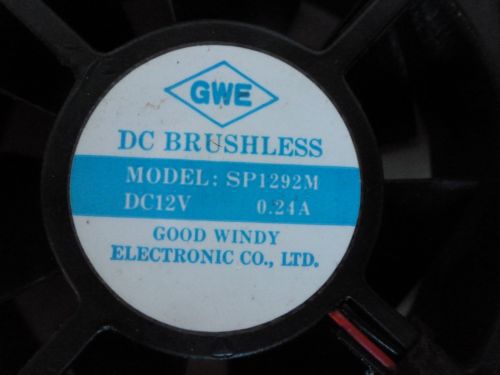 GWE
DC BRUSHLESS
MODEL: SP1292M
DC12V 0.24A
GOOD WINDY
ELECTRONIC CO., LTD.